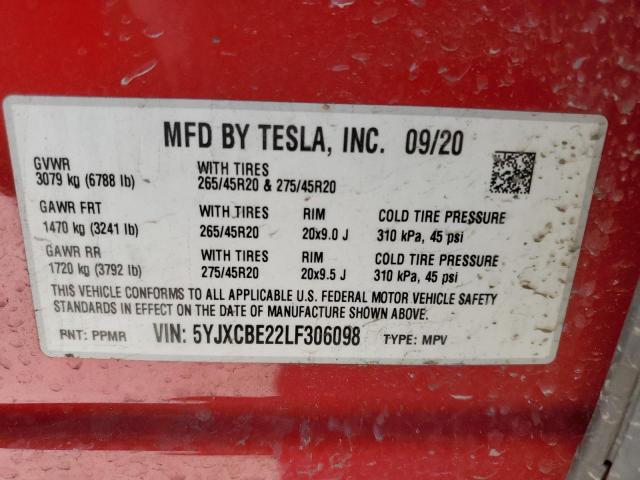 MFD BY TESLA, INC. 09/20
GVWR
3079 kg (6788 lb)
WITH TIRES
265/45R20 & 275/45R20
GAWR FRT
1470 kg (3241 lb)
WITH TIRES
265/45R20
RIM
20x9.0 J
COLD TIRE PRESSURE
310 kPa, 45 psi
GAWR RR
1720 kg (3792 lb)
WITH TIRES
275/45R20
RIM
20x9.5 J
COLD TIRE PRESSURE
310 kPa, 45 psi
THIS VEHICLE CONFORMS TO ALL APPLICABLE U.S. FEDERAL MOTOR VEHICLE SAFETY
STANDARDS IN EFFECT ON THE DATE OF MANUFACTURE SHOWN ABOVE.
PNT: PPMR VIN: 5YJXCBE22LF306098 TYPE: MPV